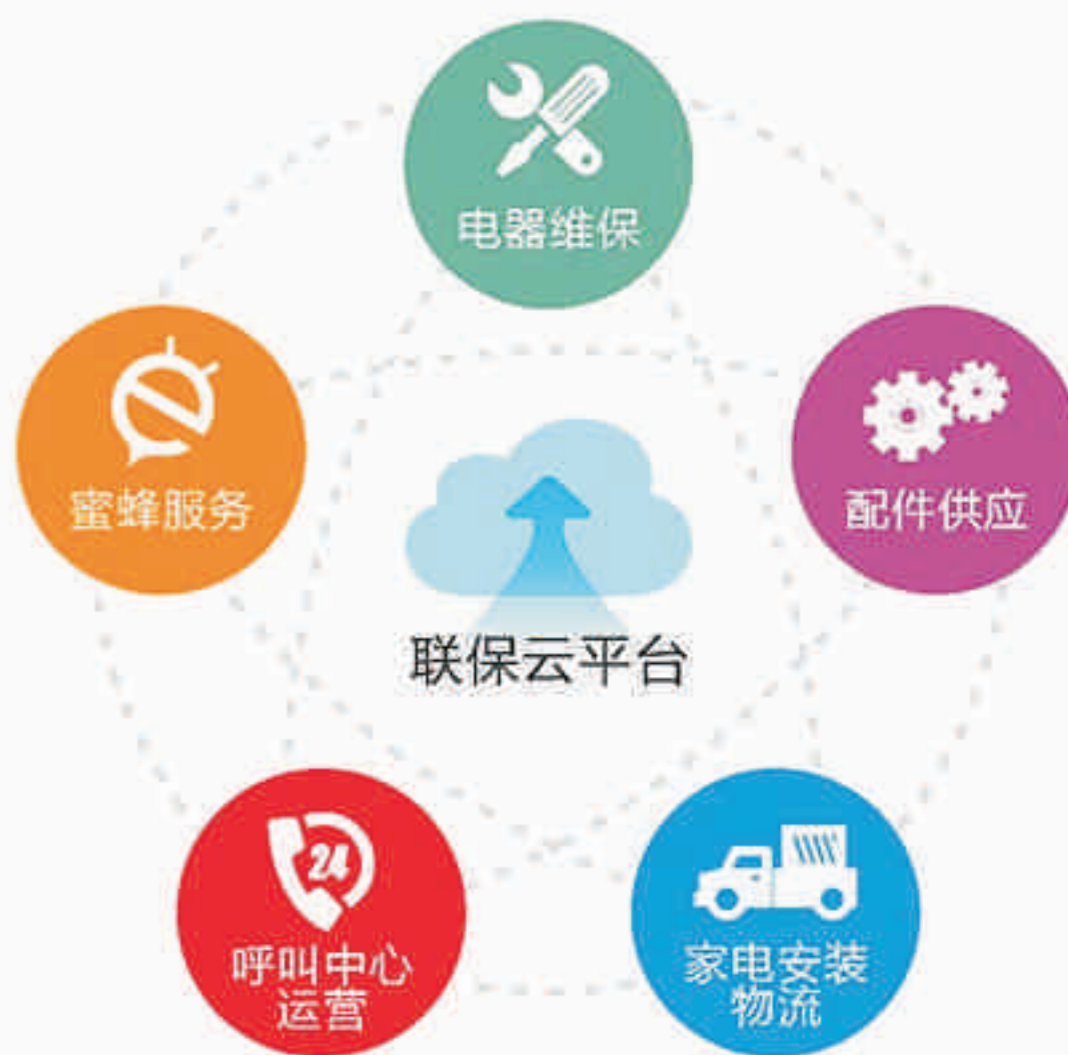 电器维保
蜜蜂服务
配件供应
联保云平台
24
呼叫中心
运营
家电安装
物流